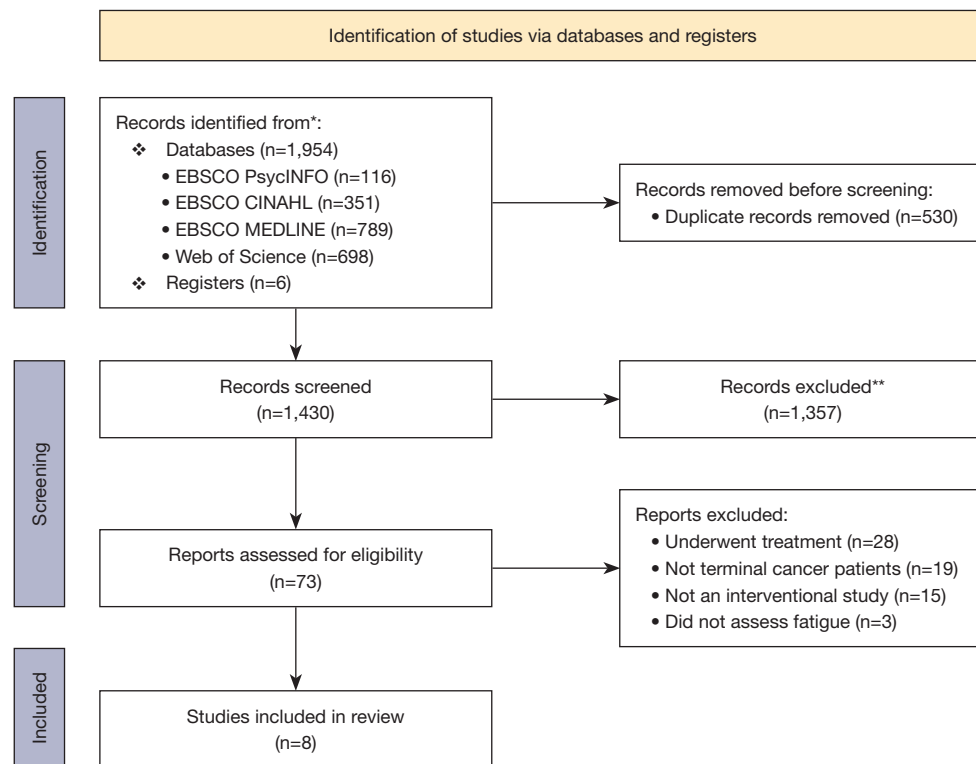 Identification of studies via databases and registers
Identification
Records identified from*:
❖ Databases (n=1,954)
• EBSCO PsycINFO (n=116)
• EBSCO CINAHL (n=351)
• EBSCO MEDLINE (n=789)
• Web of Science (n=698)
❖ Registers (n=6)
Records removed before screening:
• Duplicate records removed (n=530)
Screening
Records screened
(n=1,430)
Records excluded**
(n=1,357)
Reports assessed for eligibility
(n=73)
Reports excluded:
• Underwent treatment (n=28)
• Not terminal cancer patients (n=19)
• Not an interventional study (n=15)
• Did not assess fatigue (n=3)
Included
Studies included in review
(n=8)